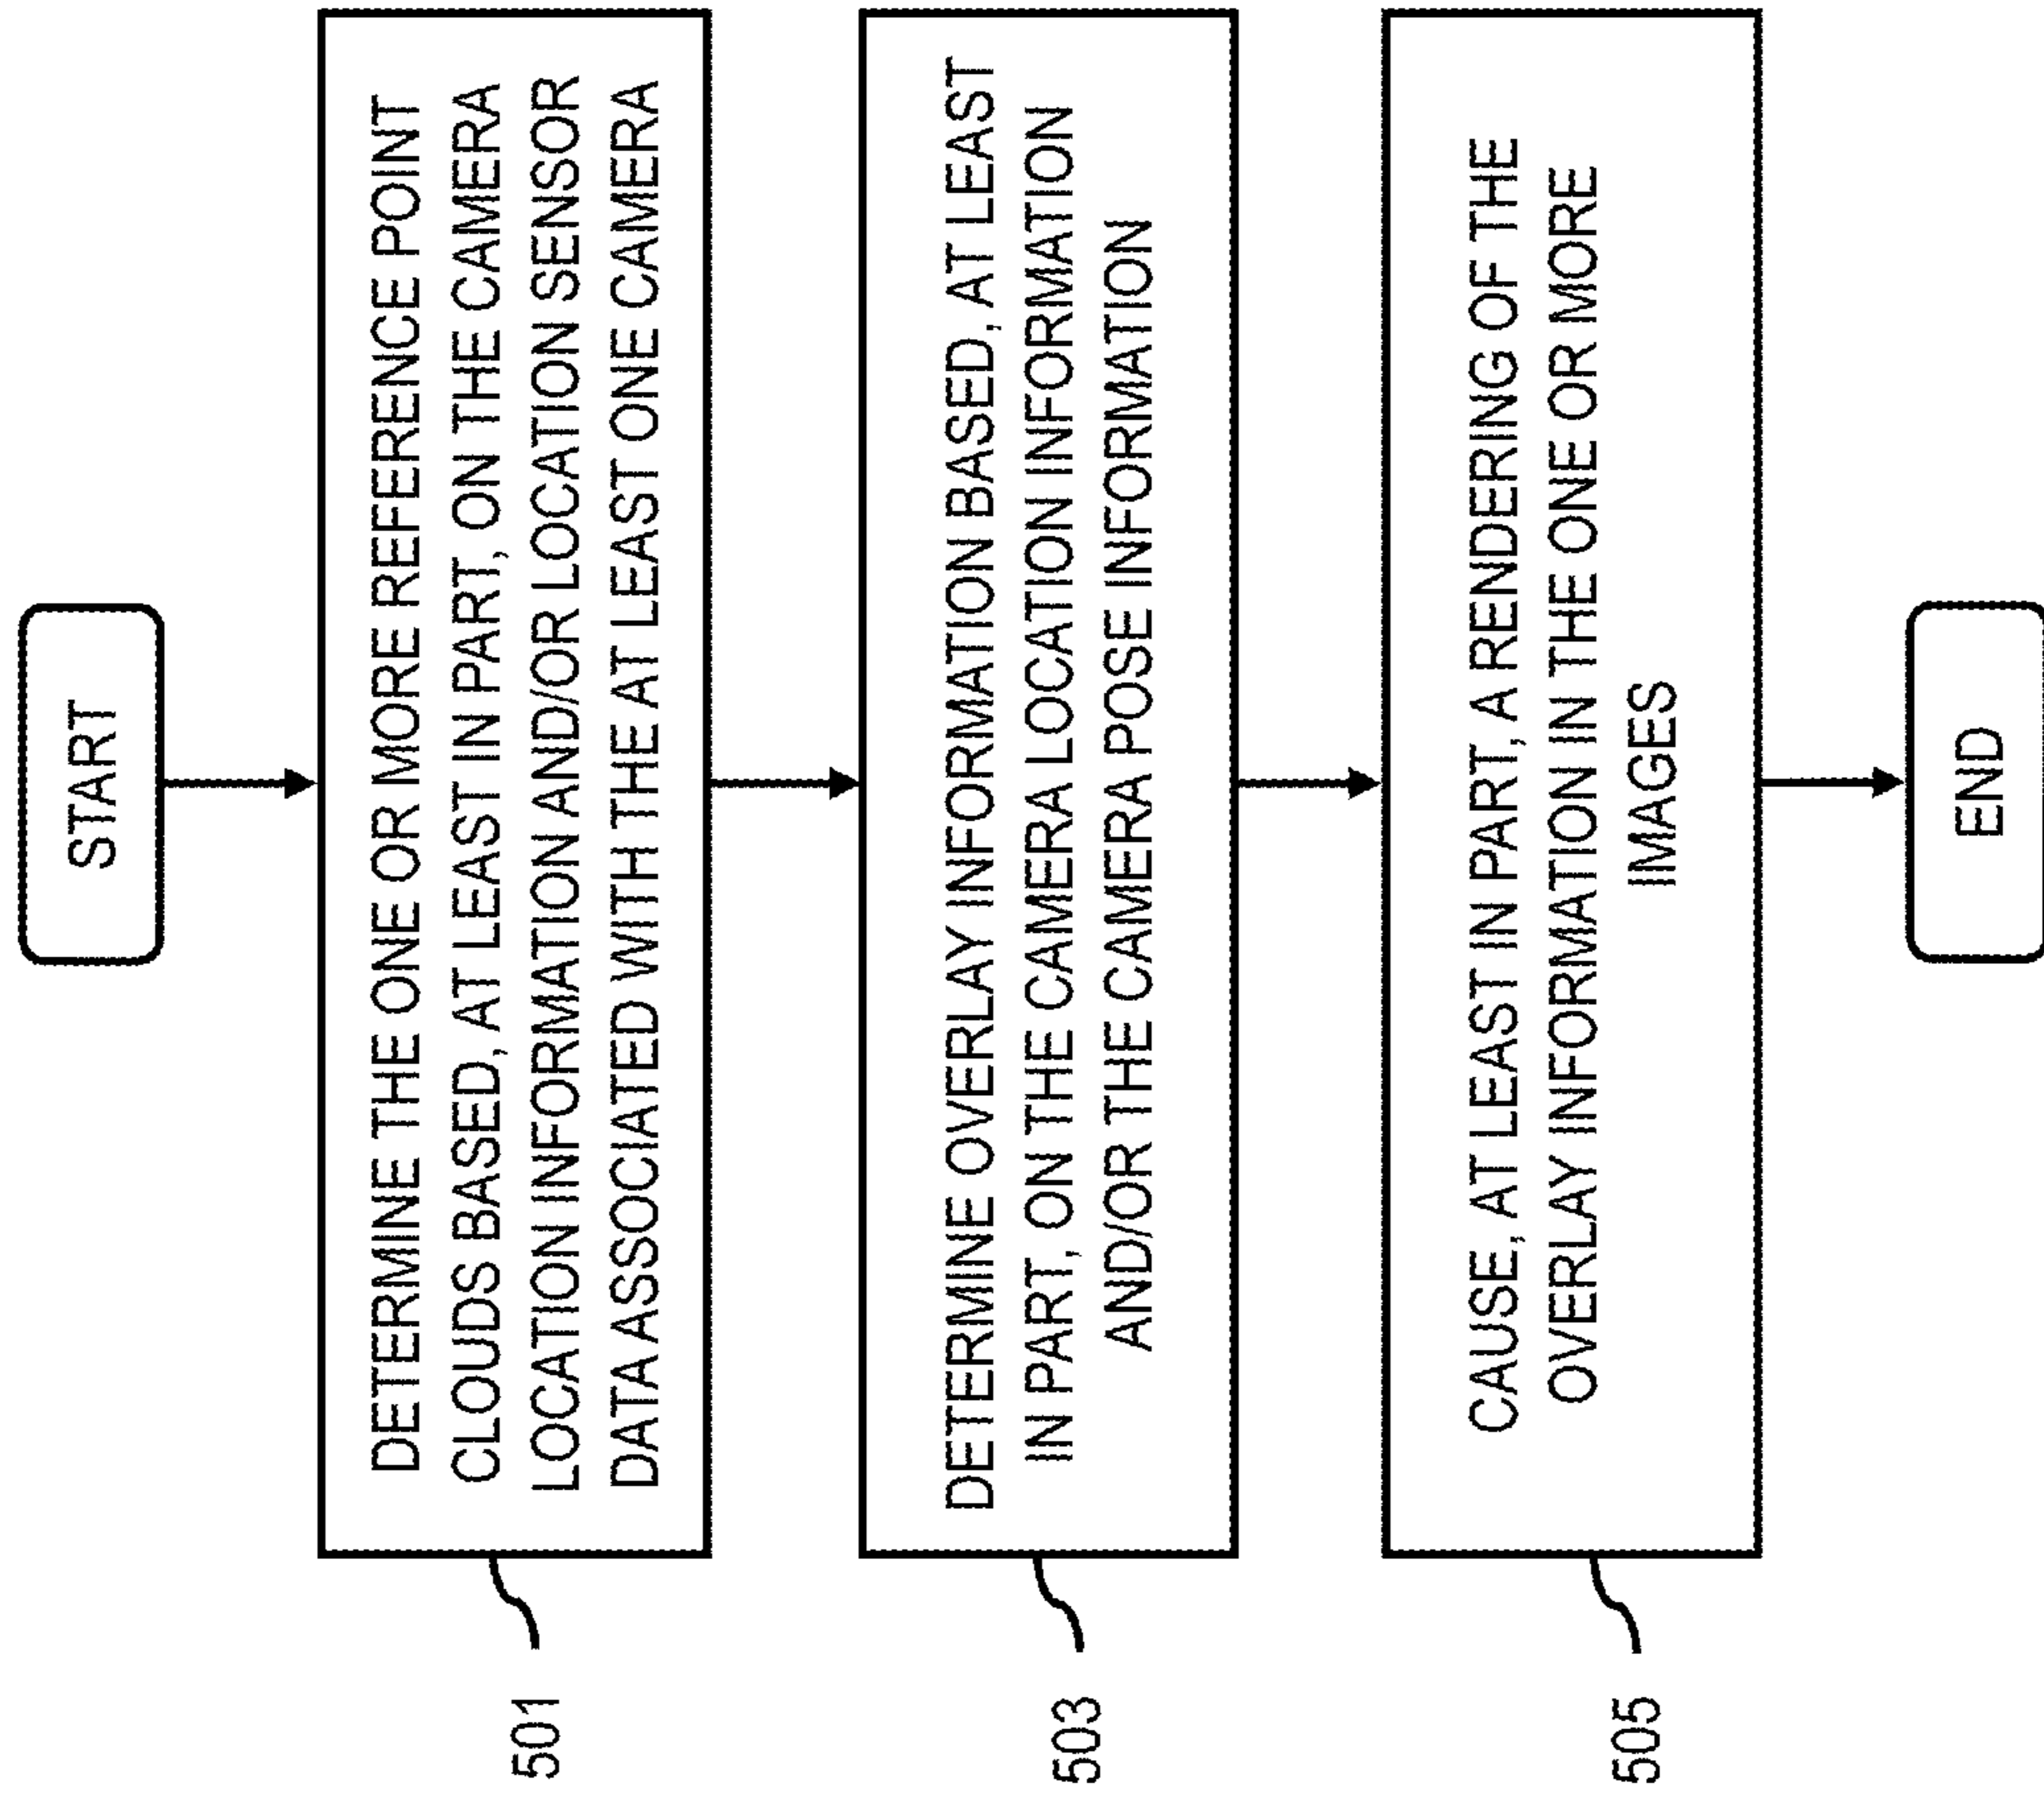 START
DETERMINE THE ONE OR MORE REFERENCE POINT
CLOUDS BASED, AT LEAST IN PART, ON THE CAMERA
LOCATION INFORMATION AND/OR LOCATION SENSOR
DATA ASSOCIATED WITH THE AT LEAST ONE CAMERA
501
DETERMINE OVERLAY INFORMATION BASED, AT LEAST
IN PART, ON THE CAMERA LOCATION INFORMATION
AND/OR THE CAMERA POSE INFORMATION
503
CAUSE, AT LEAST IN PART, A RENDERING OF THE
OVERLAY INFORMATION IN THE ONE OR MORE
IMAGES
505
END